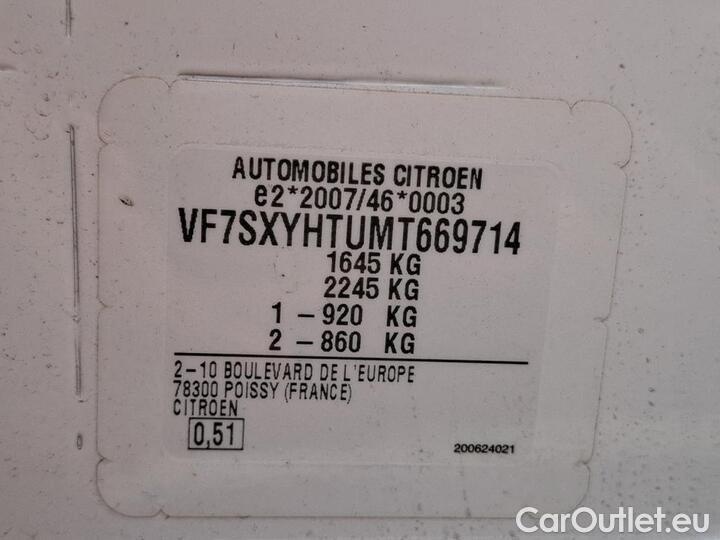 AUTOMOBILES CITROEN
e2*2007/46*0003
VF7SXYHTUMT669714
1645 KG
2245 KG
1 – 920 KG
2 – 860 KG
2–10 BOULEVARD DE L'EUROPE
78300 POISSY (FRANCE)
CITROEN
0,51
200624021
CarOutlet.eu